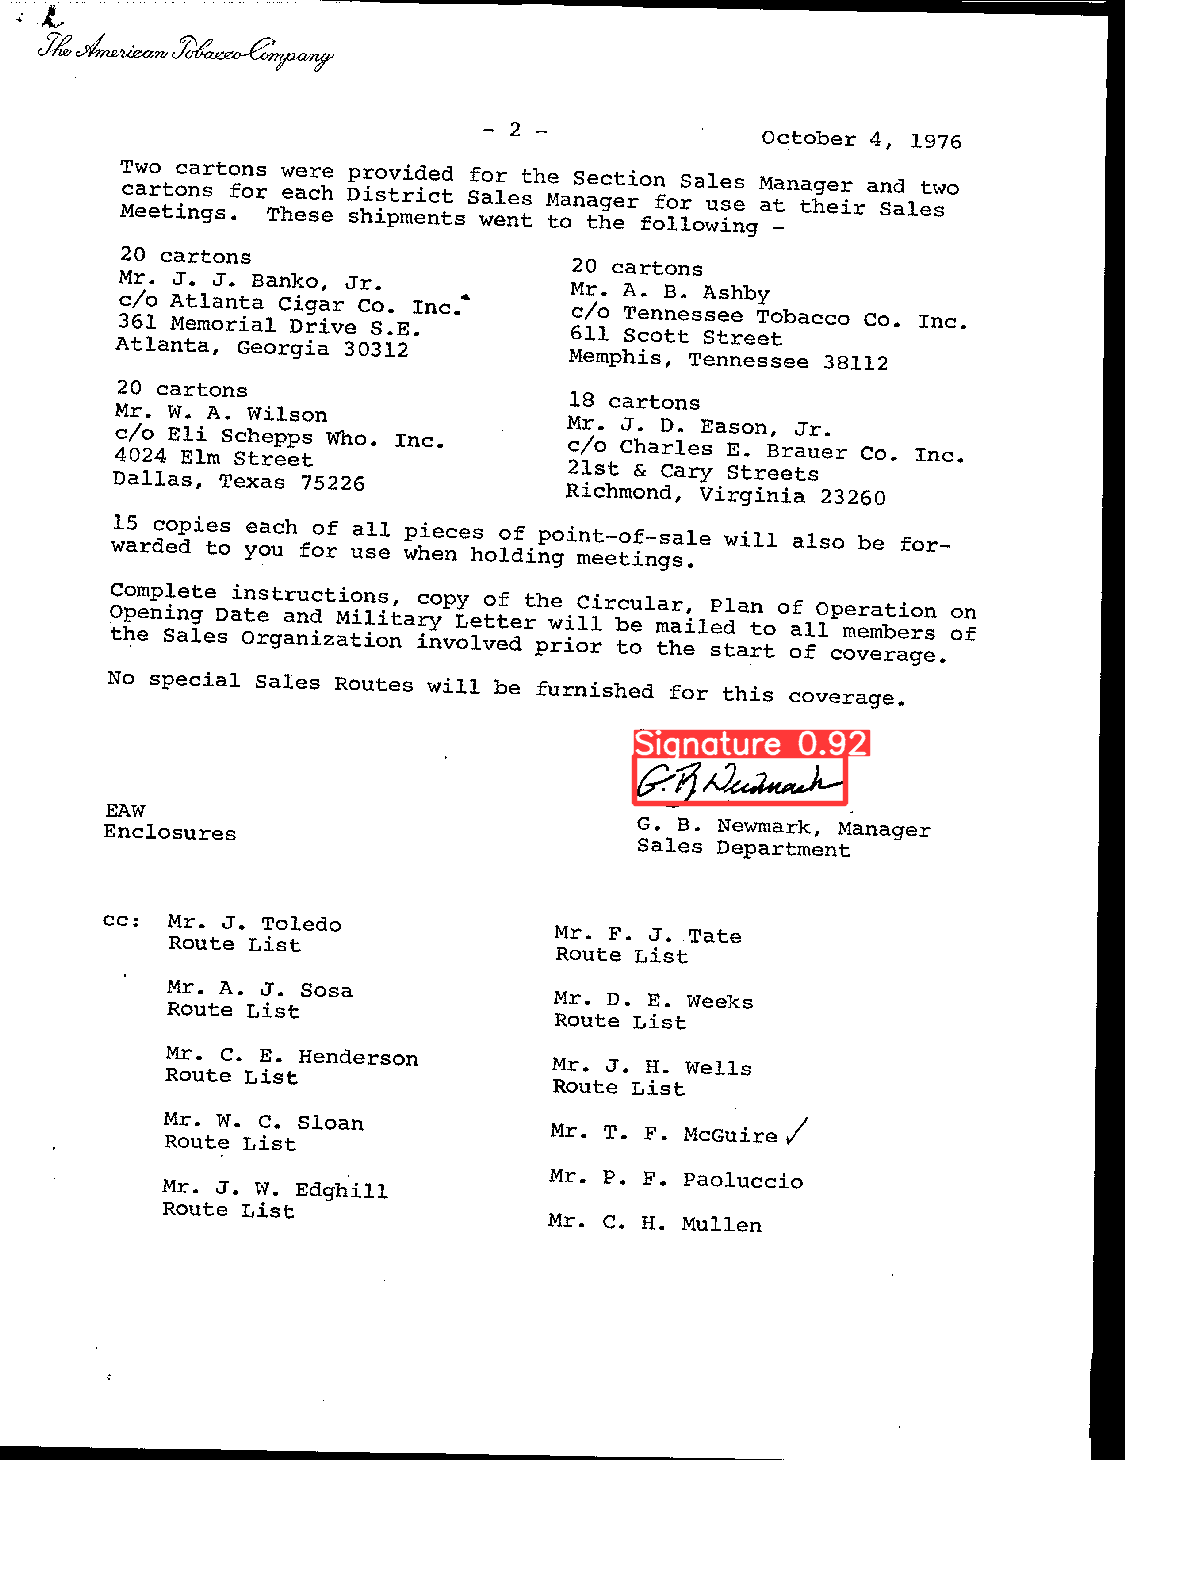 The American Tobacco Company
- 2 -
October 4, 1976
Two cartons were provided for the Section Sales Manager and two
cartons for each District Sales Manager for use at their Sales
Meetings. These shipments went to the following -
20 cartons
Mr. J. J. Banko, Jr.
c/o Atlanta Cigar Co. Inc.
361 Memorial Drive S.E.
Atlanta, Georgia 30312
20 cartons
Mr. A. B. Ashby
c/o Tennessee Tobacco Co. Inc.
611 Scott Street
Memphis, Tennessee 38112
20 cartons
Mr. W. A. Wilson
c/o Eli Schepps Who. Inc.
4024 Elm Street
Dallas, Texas 75226
18 cartons
Mr. J. D. Eason, Jr.
c/o Charles E. Brauer Co. Inc.
21st & Cary Streets
Richmond, Virginia 23260
15 copies each of all pieces of point-of-sale will also be for-
warded to you for use when holding meetings.
Complete instructions, copy of the Circular, Plan of Operation on
Opening Date and Military Letter will be mailed to all members of
the Sales Organization involved prior to the start of coverage.
No special Sales Routes will be furnished for this coverage.
Signature 0.92
G. B. Newmark
EAW
Enclosures
G. B. Newmark, Manager
Sales Department
cc: Mr. J. Toledo
Route List
Mr. A. J. Sosa
Route List
Mr. C. E. Henderson
Route List
Mr. W. C. Sloan
Route List
Mr. J. W. Edghill
Route List
Mr. F. J. Tate
Route List
Mr. D. E. Weeks
Route List
Mr. J. H. Wells
Route List
Mr. T. F. McGuire ✓
Mr. P. F. Paoluccio
Mr. C. H. Mullen